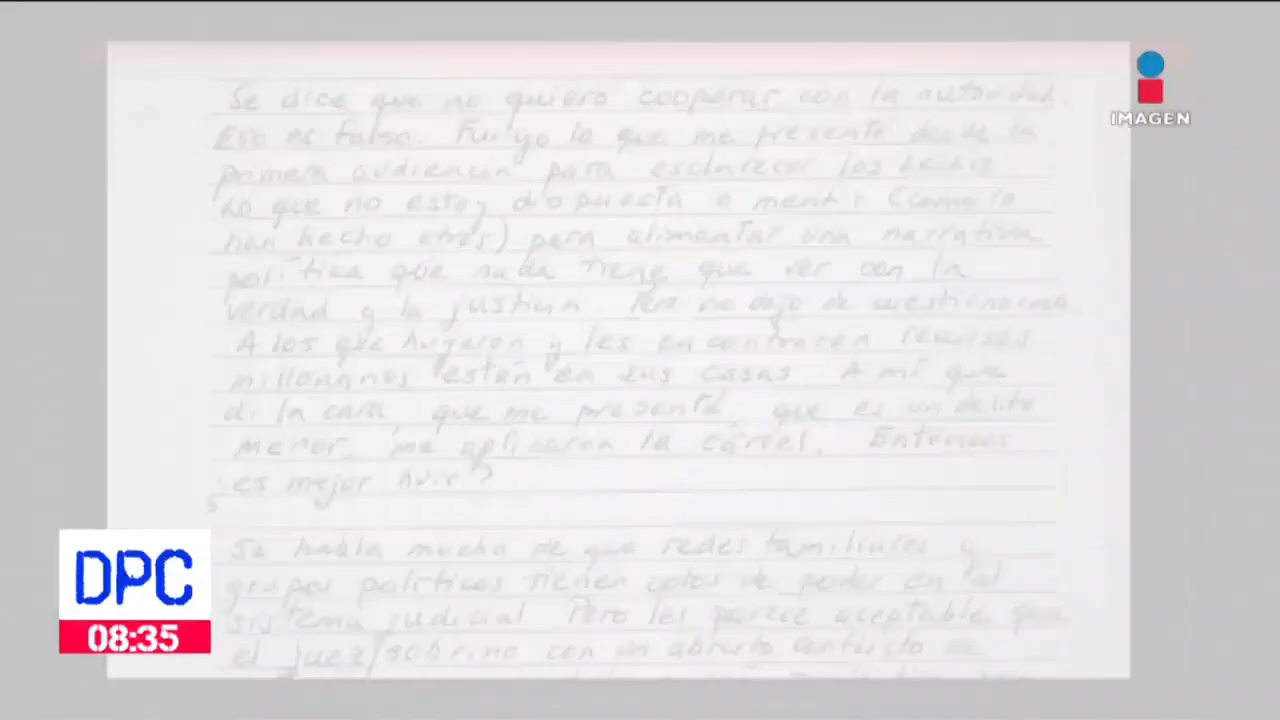 IMAGEN
Se dice que no quiero cooperar con la autoridad.
Eso es falso. Fui yo la que me presenté desde la
primera audiencia para esclarecer los hechos
Lo que no estoy dispuesta a mentir (como lo
han hecho otros) para alimentar una narrativa
política que nada tiene que ver con la
verdad y la justicia. Pero no dejo de cuestionarme
A los que huyeron y les encontraron recursos
millonarios están en sus casas. A mí que
di la cara, que me presenté, que es un delito
menor, me aplicaron la cárcel. Entonces
es mejor huir?
Se habla mucho de que redes familiares y
grupos políticos tienen cotos de poder en el
sistema judicial. Pero les parece aceptable que
el juez/sobrino con un abierto conflicto de
DPC
08:35